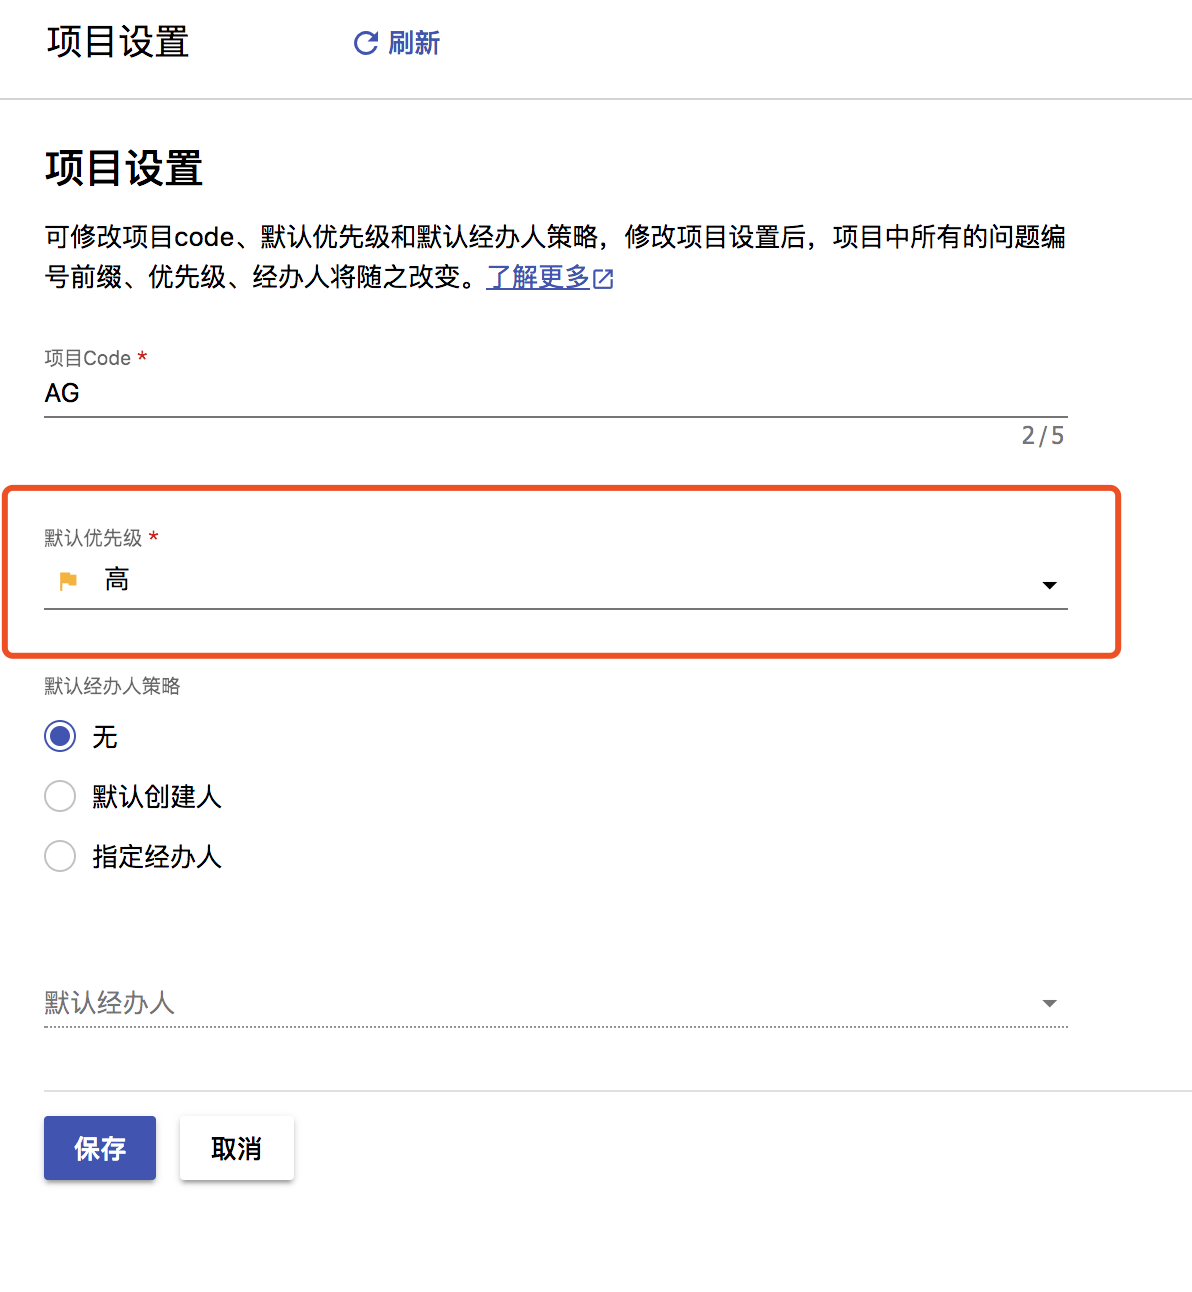 项目设置
刷新
项目设置
可修改项目code、默认优先级和默认经办人策略，修改项目设置后，项目中所有的问题编
号前缀、优先级、经办人将随之改变。了解更多
项目Code *
AG
2/5
默认优先级 *
高
默认经办人策略
无
默认创建人
指定经办人
默认经办人
保存
取消